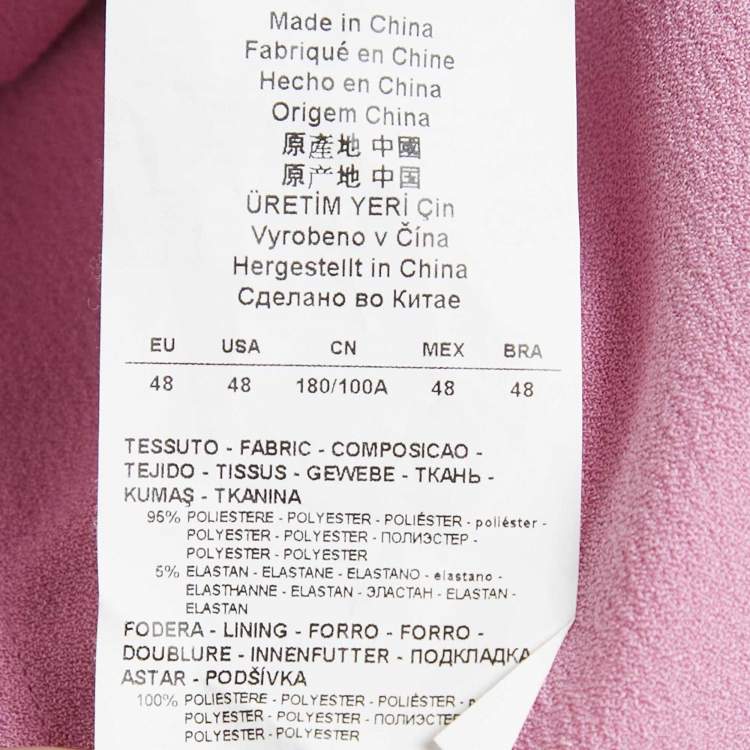 Made in China
Fabriqué en Chine
Hecho en China
Origem China
原產地 中國
原产地 中国
ÜRETİM YERİ Çin
Vyrobeno v Čína
Hergestellt in China
Сделано во Китае
EU USA CN MEX BRA
48 48 180/100A 48 48
TESSUTO - FABRIC - COMPOSICAO -
TEJIDO - TISSUS - GEWEBE - ТКАНЬ -
KUMAŞ - TKANINA
95% POLIESTERE - POLYESTER - POLIÉSTER - poliéster -
POLYESTER - POLYESTER - ПОЛИЭСТЕР -
POLYESTER - POLYESTER
5% ELASTAN - ELASTANE - ELASTANO - elastano -
ELASTHANNE - ELASTAN - ЭЛАСТАН - ELASTAN -
ELASTAN
FODERA - LINING - FORRO - FORRO -
DOUBLURE - INNENFUTTER - ПОДКЛАДКА
ASTAR - PODŠÍVKA
100% POLIESTERE - POLYESTER - POLIÉSTER -
POLYESTER - POLYESTER - ПОЛИЭСТЕР
POLYESTER - POLYESTER